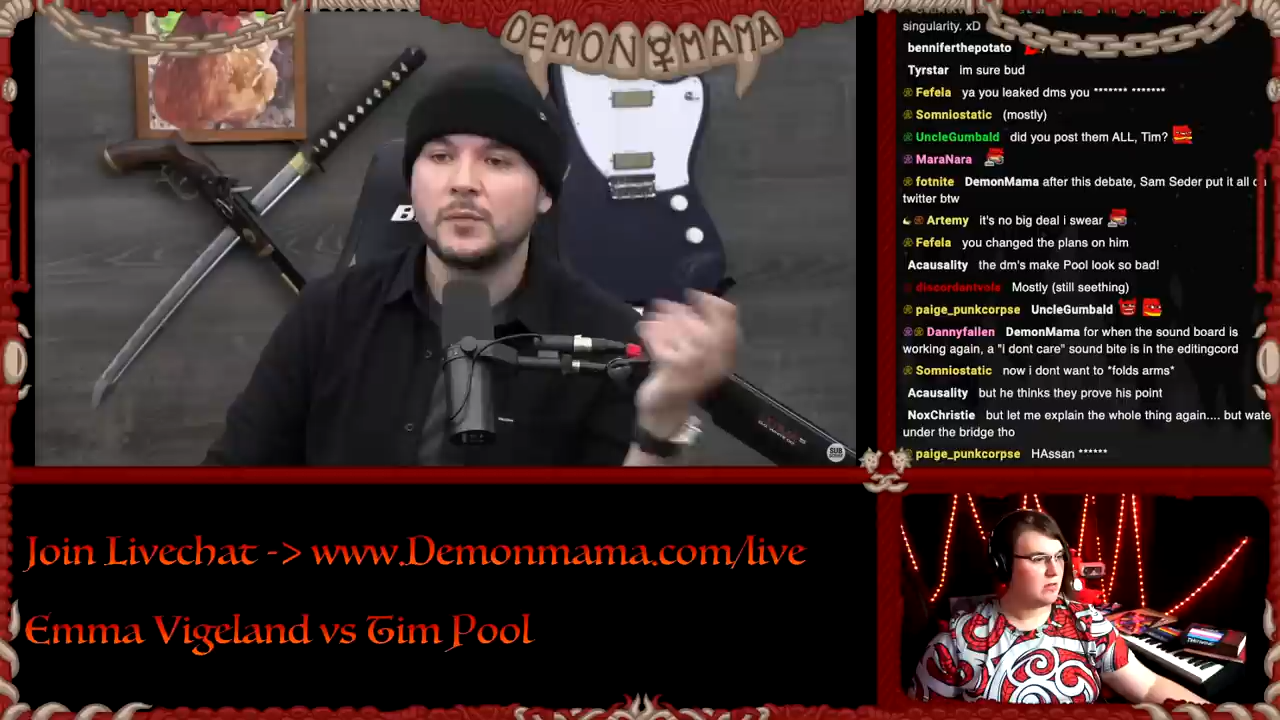 DEMON MAMA
B
SUB
singularity. xD
benniferthepotato
Tyrstar im sure bud
Fefela ya you leaked dms you ******* *******
Somniostatic (mostly)
UncleGumbald did you post them ALL, Tim?
MaraNara
fotnite DemonMama after this debate, Sam Seder put it all on
twitter btw
Artemy it's no big deal i swear
Fefela you changed the plans on him
Acausality the dm's make Pool look so bad!
discordantvola Mostly (still seething)
paige_punkcorpse UncleGumbald
Dannyfallen DemonMama for when the sound board is
working again, a "i dont care" sound bite is in the editingcord
Somniostatic now i dont want to *folds arms*
Acausality but he thinks they prove his point
NoxChristie but let me explain the whole thing again.... but wate
under the bridge tho
paige_punkcorpse HAssan ******
Join Livechat -> www.Demonmama.com/live
Emma Vigeland vs Tim Pool